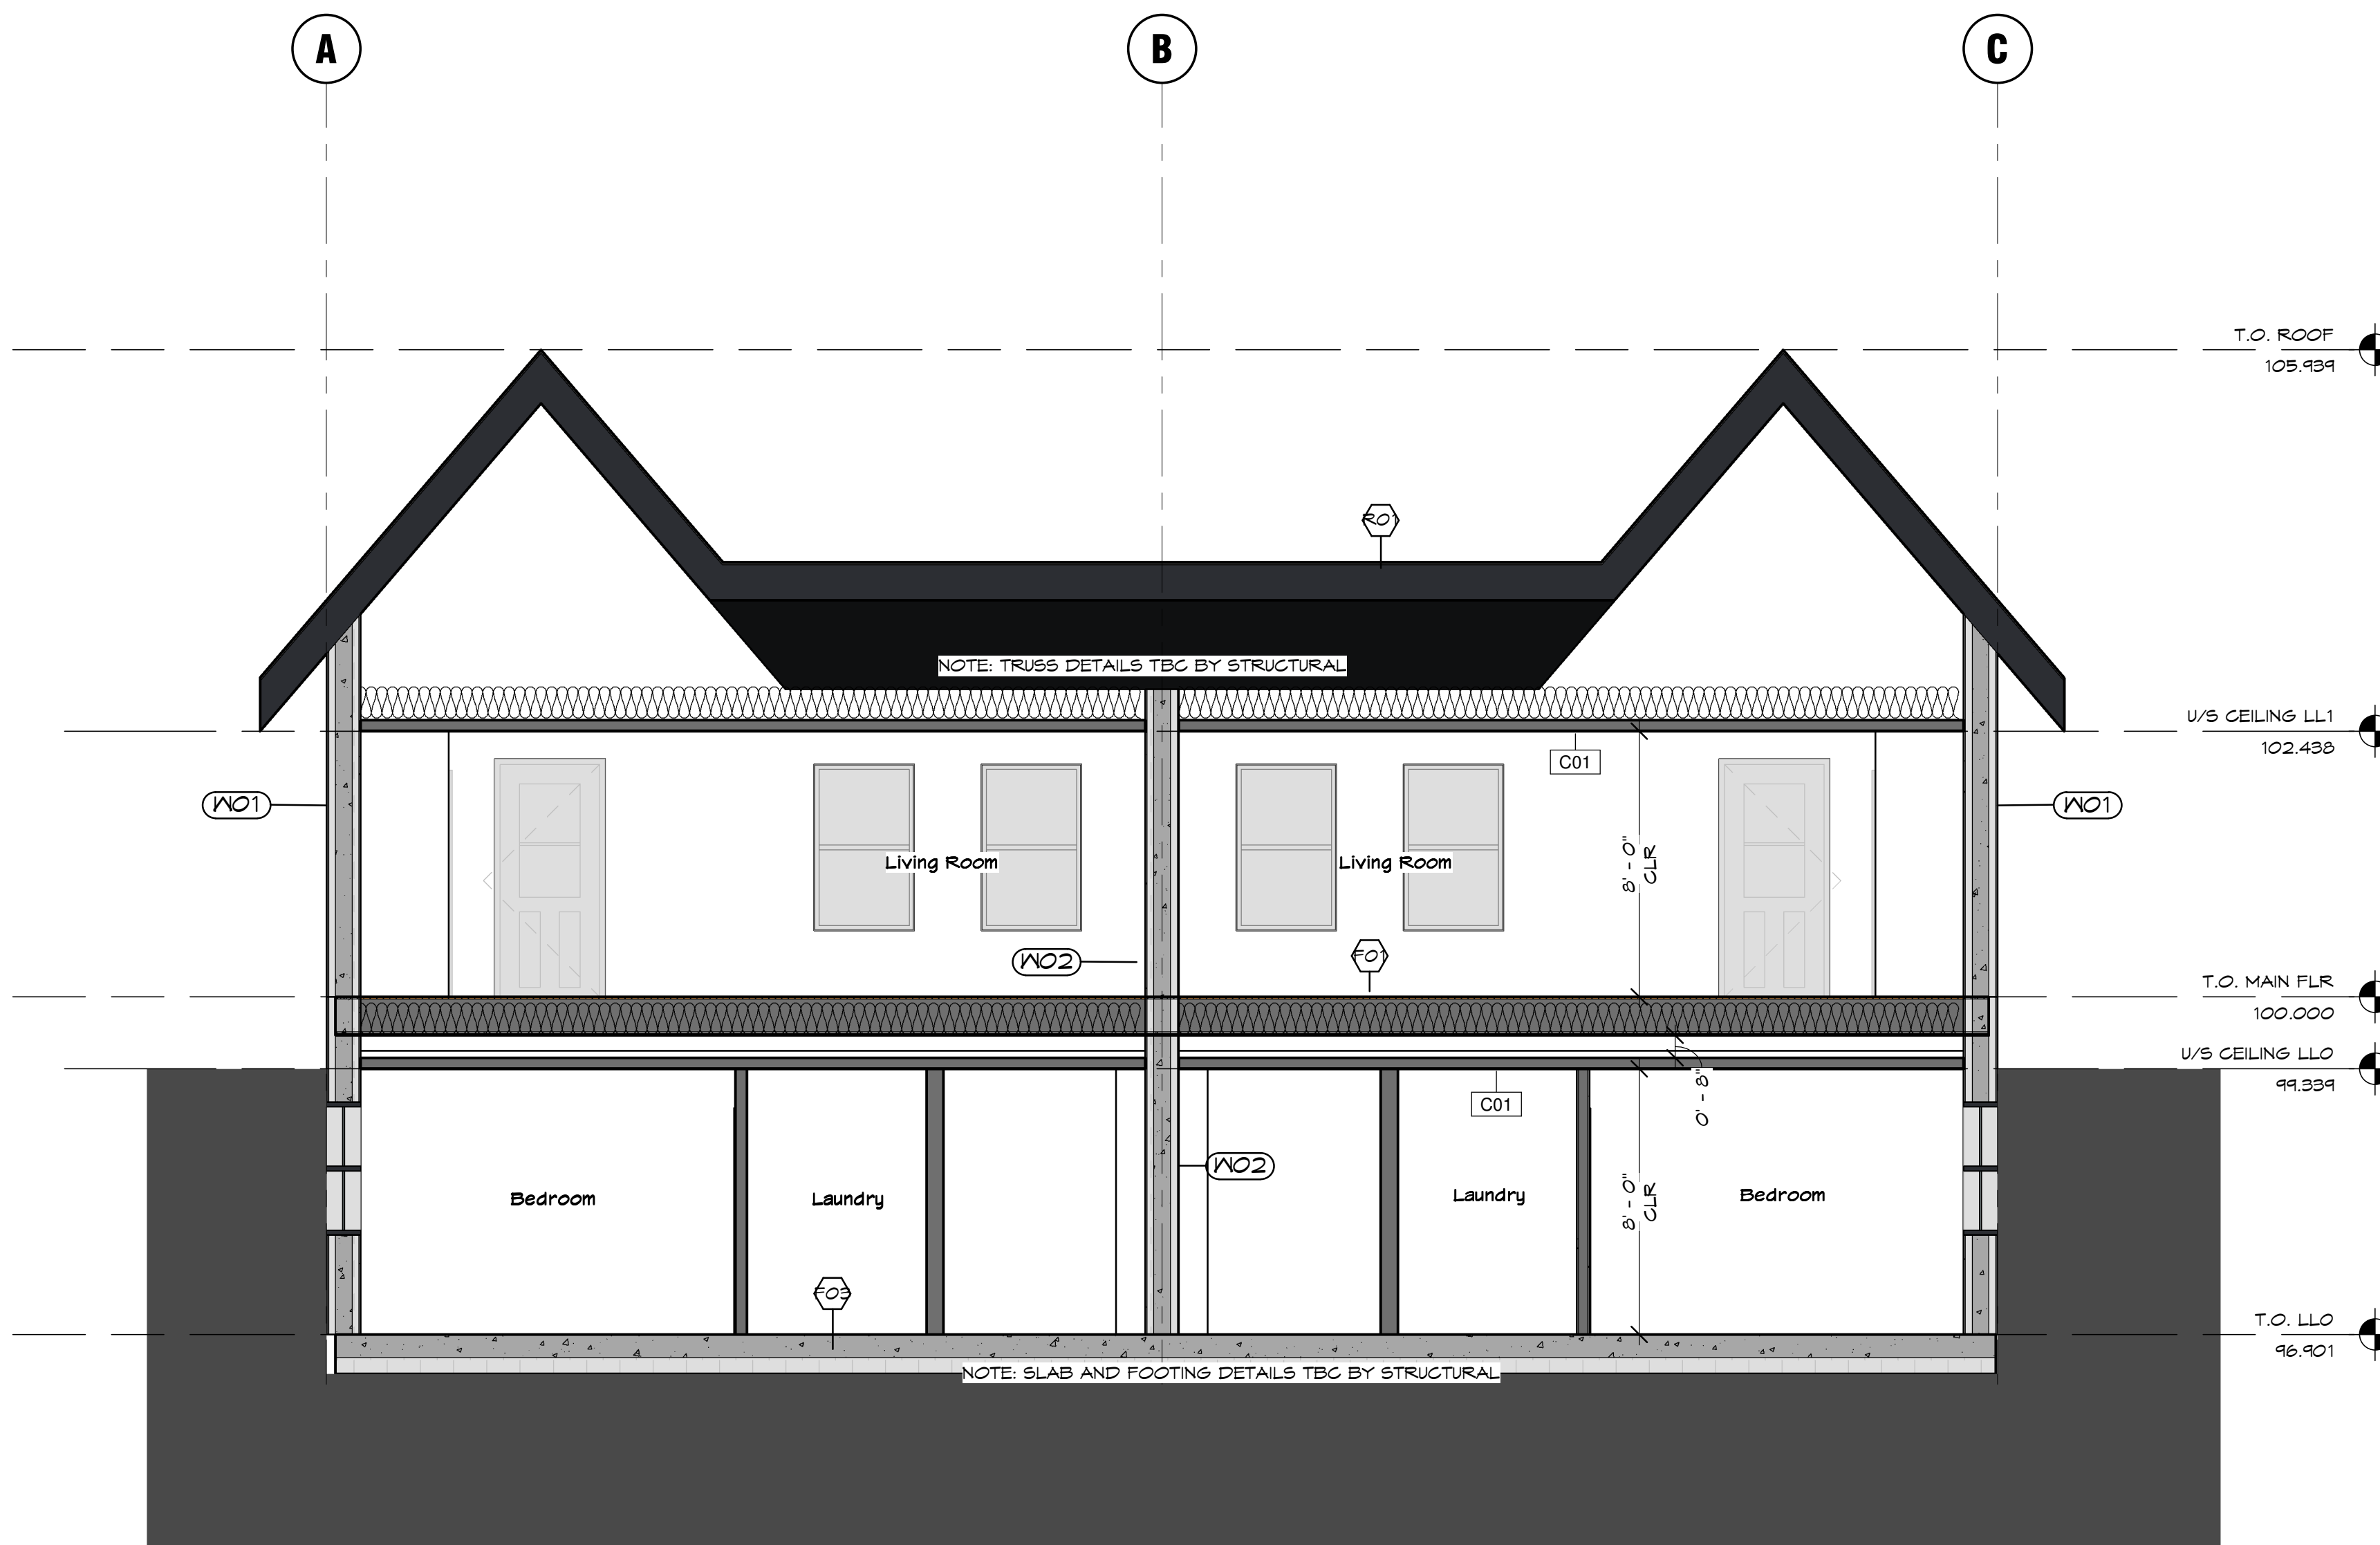 A
B
C
T.O. ROOF
105.939
R01
NOTE: TRUSS DETAILS TBC BY STRUCTURAL
U/S CEILING LL1
102.438
C01
W01
W01
8' - 0"
CLR
Living Room
Living Room
W02
F01
T.O. MAIN FLR
100.000
U/S CEILING LL0
99.339
0' - 8"
C01
W02
Bedroom
Laundry
Laundry
8' - 0"
CLR
Bedroom
F03
T.O. LL0
96.901
NOTE: SLAB AND FOOTING DETAILS TBC BY STRUCTURAL